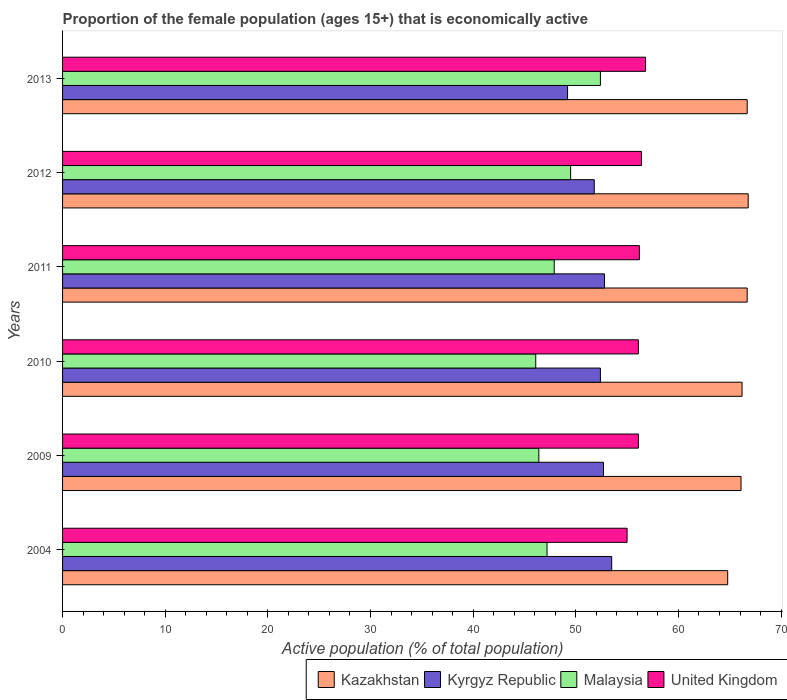 Proportion of the female population (ages 15+) that is economically active
2013
2012
2011
2010
2009
2004
Years
0 10 20 30 40 50 60 70
Active population (% of total population)
Kazakhstan Kyrgyz Republic Malaysia United Kingdom